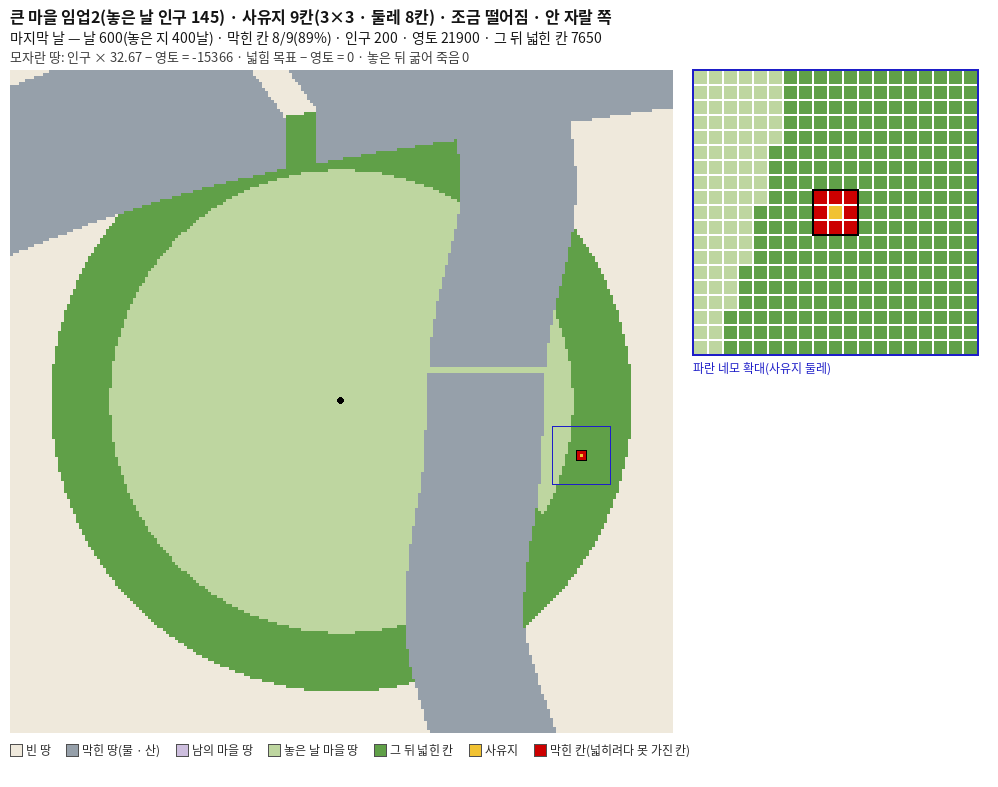 큰 마을 임업2(놓은 날 인구 145) · 사유지 9칸(3×3 · 둘레 8칸) · 조금 떨어짐 · 안 자랄 쪽
마지막 날 — 날 600(놓은 지 400날) · 막힌 칸 8/9(89%) · 인구 200 · 영토 21900 · 그 뒤 넓힌 칸 7650
모자란 땅: 인구 × 32.67 − 영토 = -15366 · 넓힘 목표 − 영토 = 0 · 놓은 뒤 굶어 죽음 0
파란 네모 확대(사유지 둘레)
빈 땅 막힌 땅(물 · 산) 남의 마을 땅 놓은 날 마을 땅 그 뒤 넓힌 칸 사유지 막힌 칸(넓히려다 못 가진 칸)